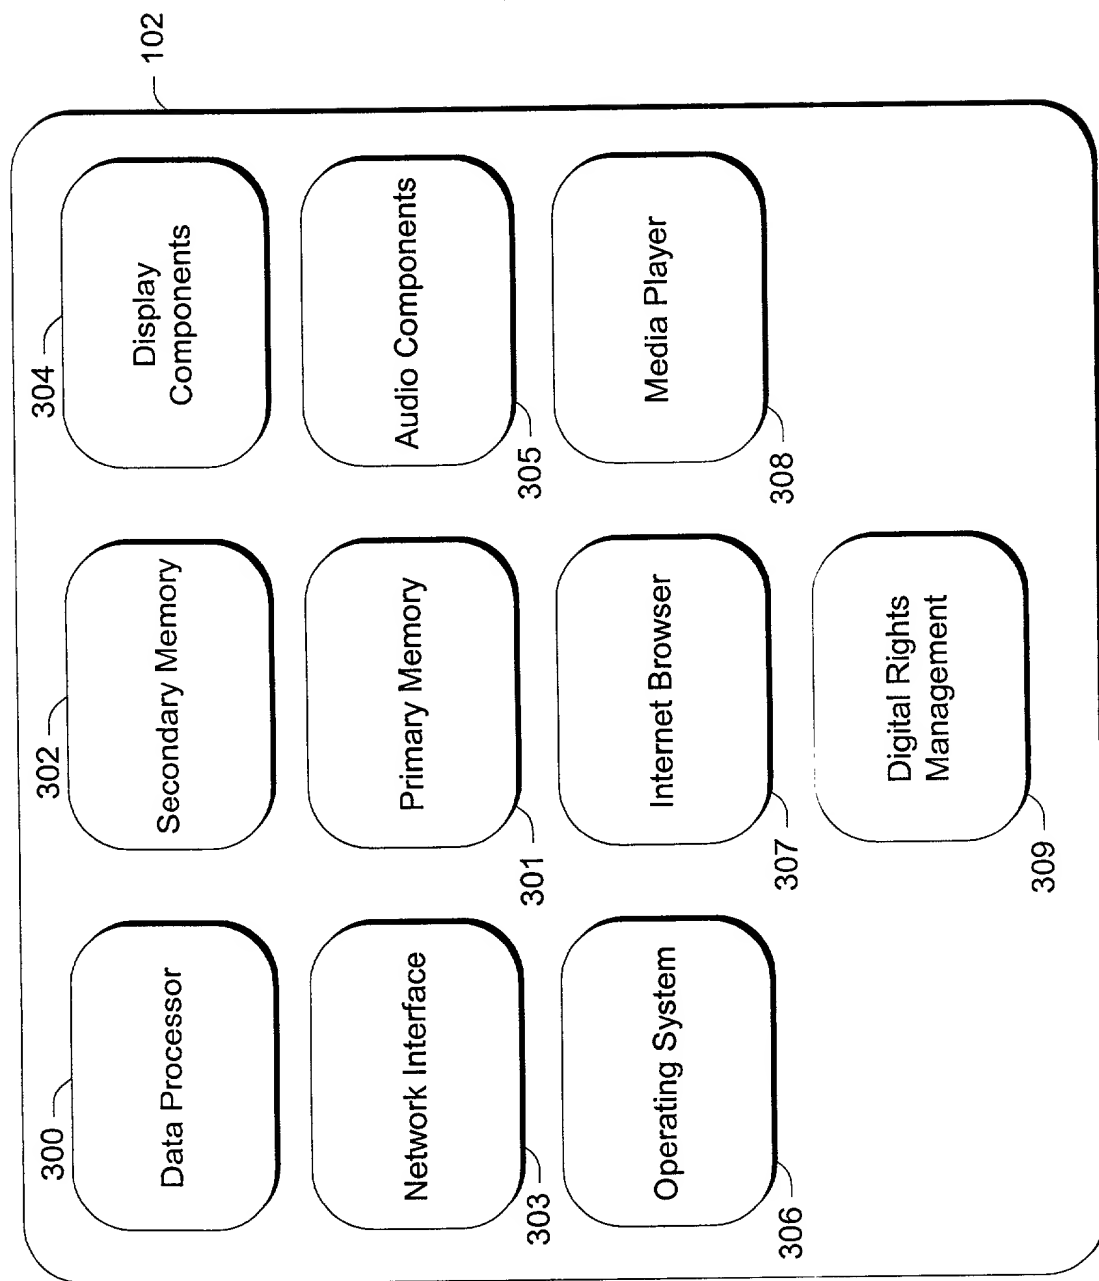 102
300
Data Processor
302
Secondary Memory
304
Display
Components
Network Interface
303
Primary Memory
301
Audio Components
305
Operating System
306
Internet Browser
307
Media Player
308
Digital Rights
Management
309